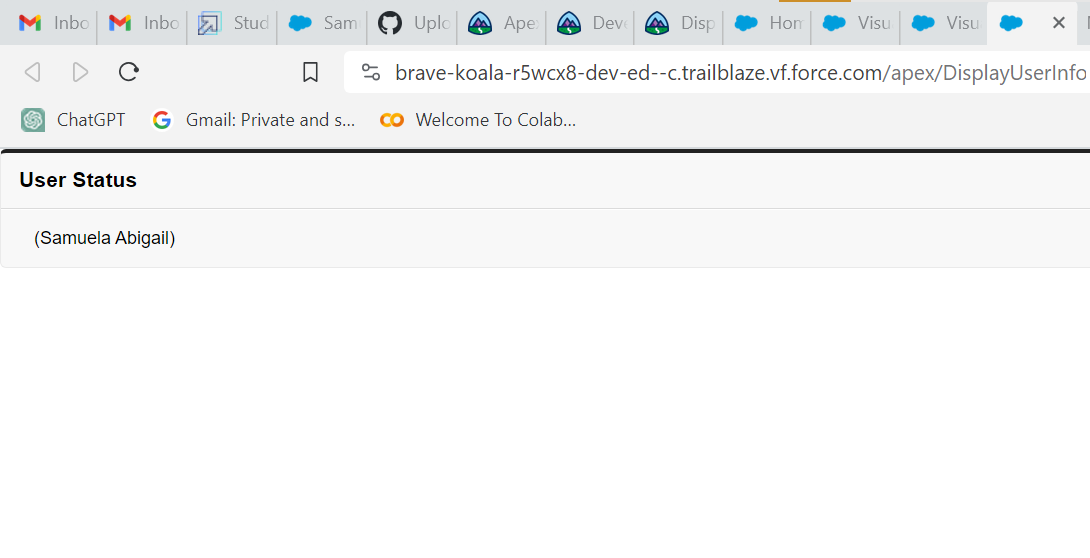 Inbo Inbo Stud Sam Uplo Apex Deve Disp Hom Visu Visu
brave-koala-r5wcx8-dev-ed--c.trailblaze.vf.force.com/apex/DisplayUserInfo
ChatGPT Gmail: Private and s... Welcome To Colab...
User Status
(Samuela Abigail)